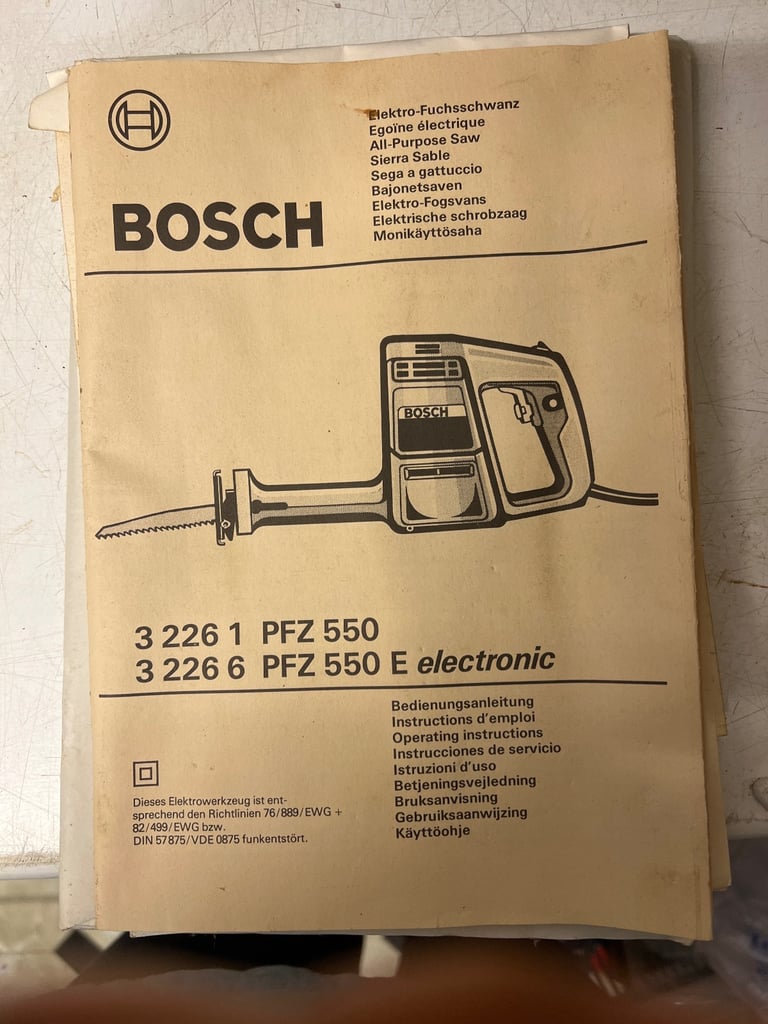 Elektro-Fuchsschwanz
Egoïne électrique
All-Purpose Saw
Sierra Sable
Sega a gattuccio
Bajonetsaven
Elektro-Fogsvans
Elektrische schrobzaag
Monikäyttösaha
BOSCH
BOSCH
3 226 1 PFZ 550
3 226 6 PFZ 550 E electronic
Bedienungsanleitung
Instructions d'emploi
Operating instructions
Instrucciones de servicio
Istruzioni d'uso
Betjeningsvejledning
Bruksanvisning
Gebruiksaanwijzing
Käyttöohje
Dieses Elektrowerkzeug ist ent-
sprechend den Richtlinien 76/889/EWG +
82/499/EWG bzw.
DIN 57875/VDE 0875 funkentstört.